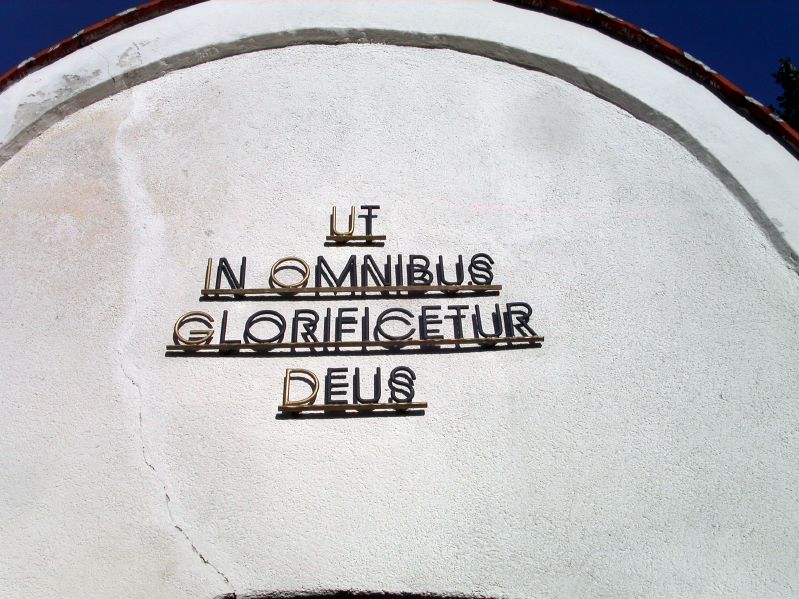 UT
IN OMNIBUS
GLORIFICETUR
DEUS